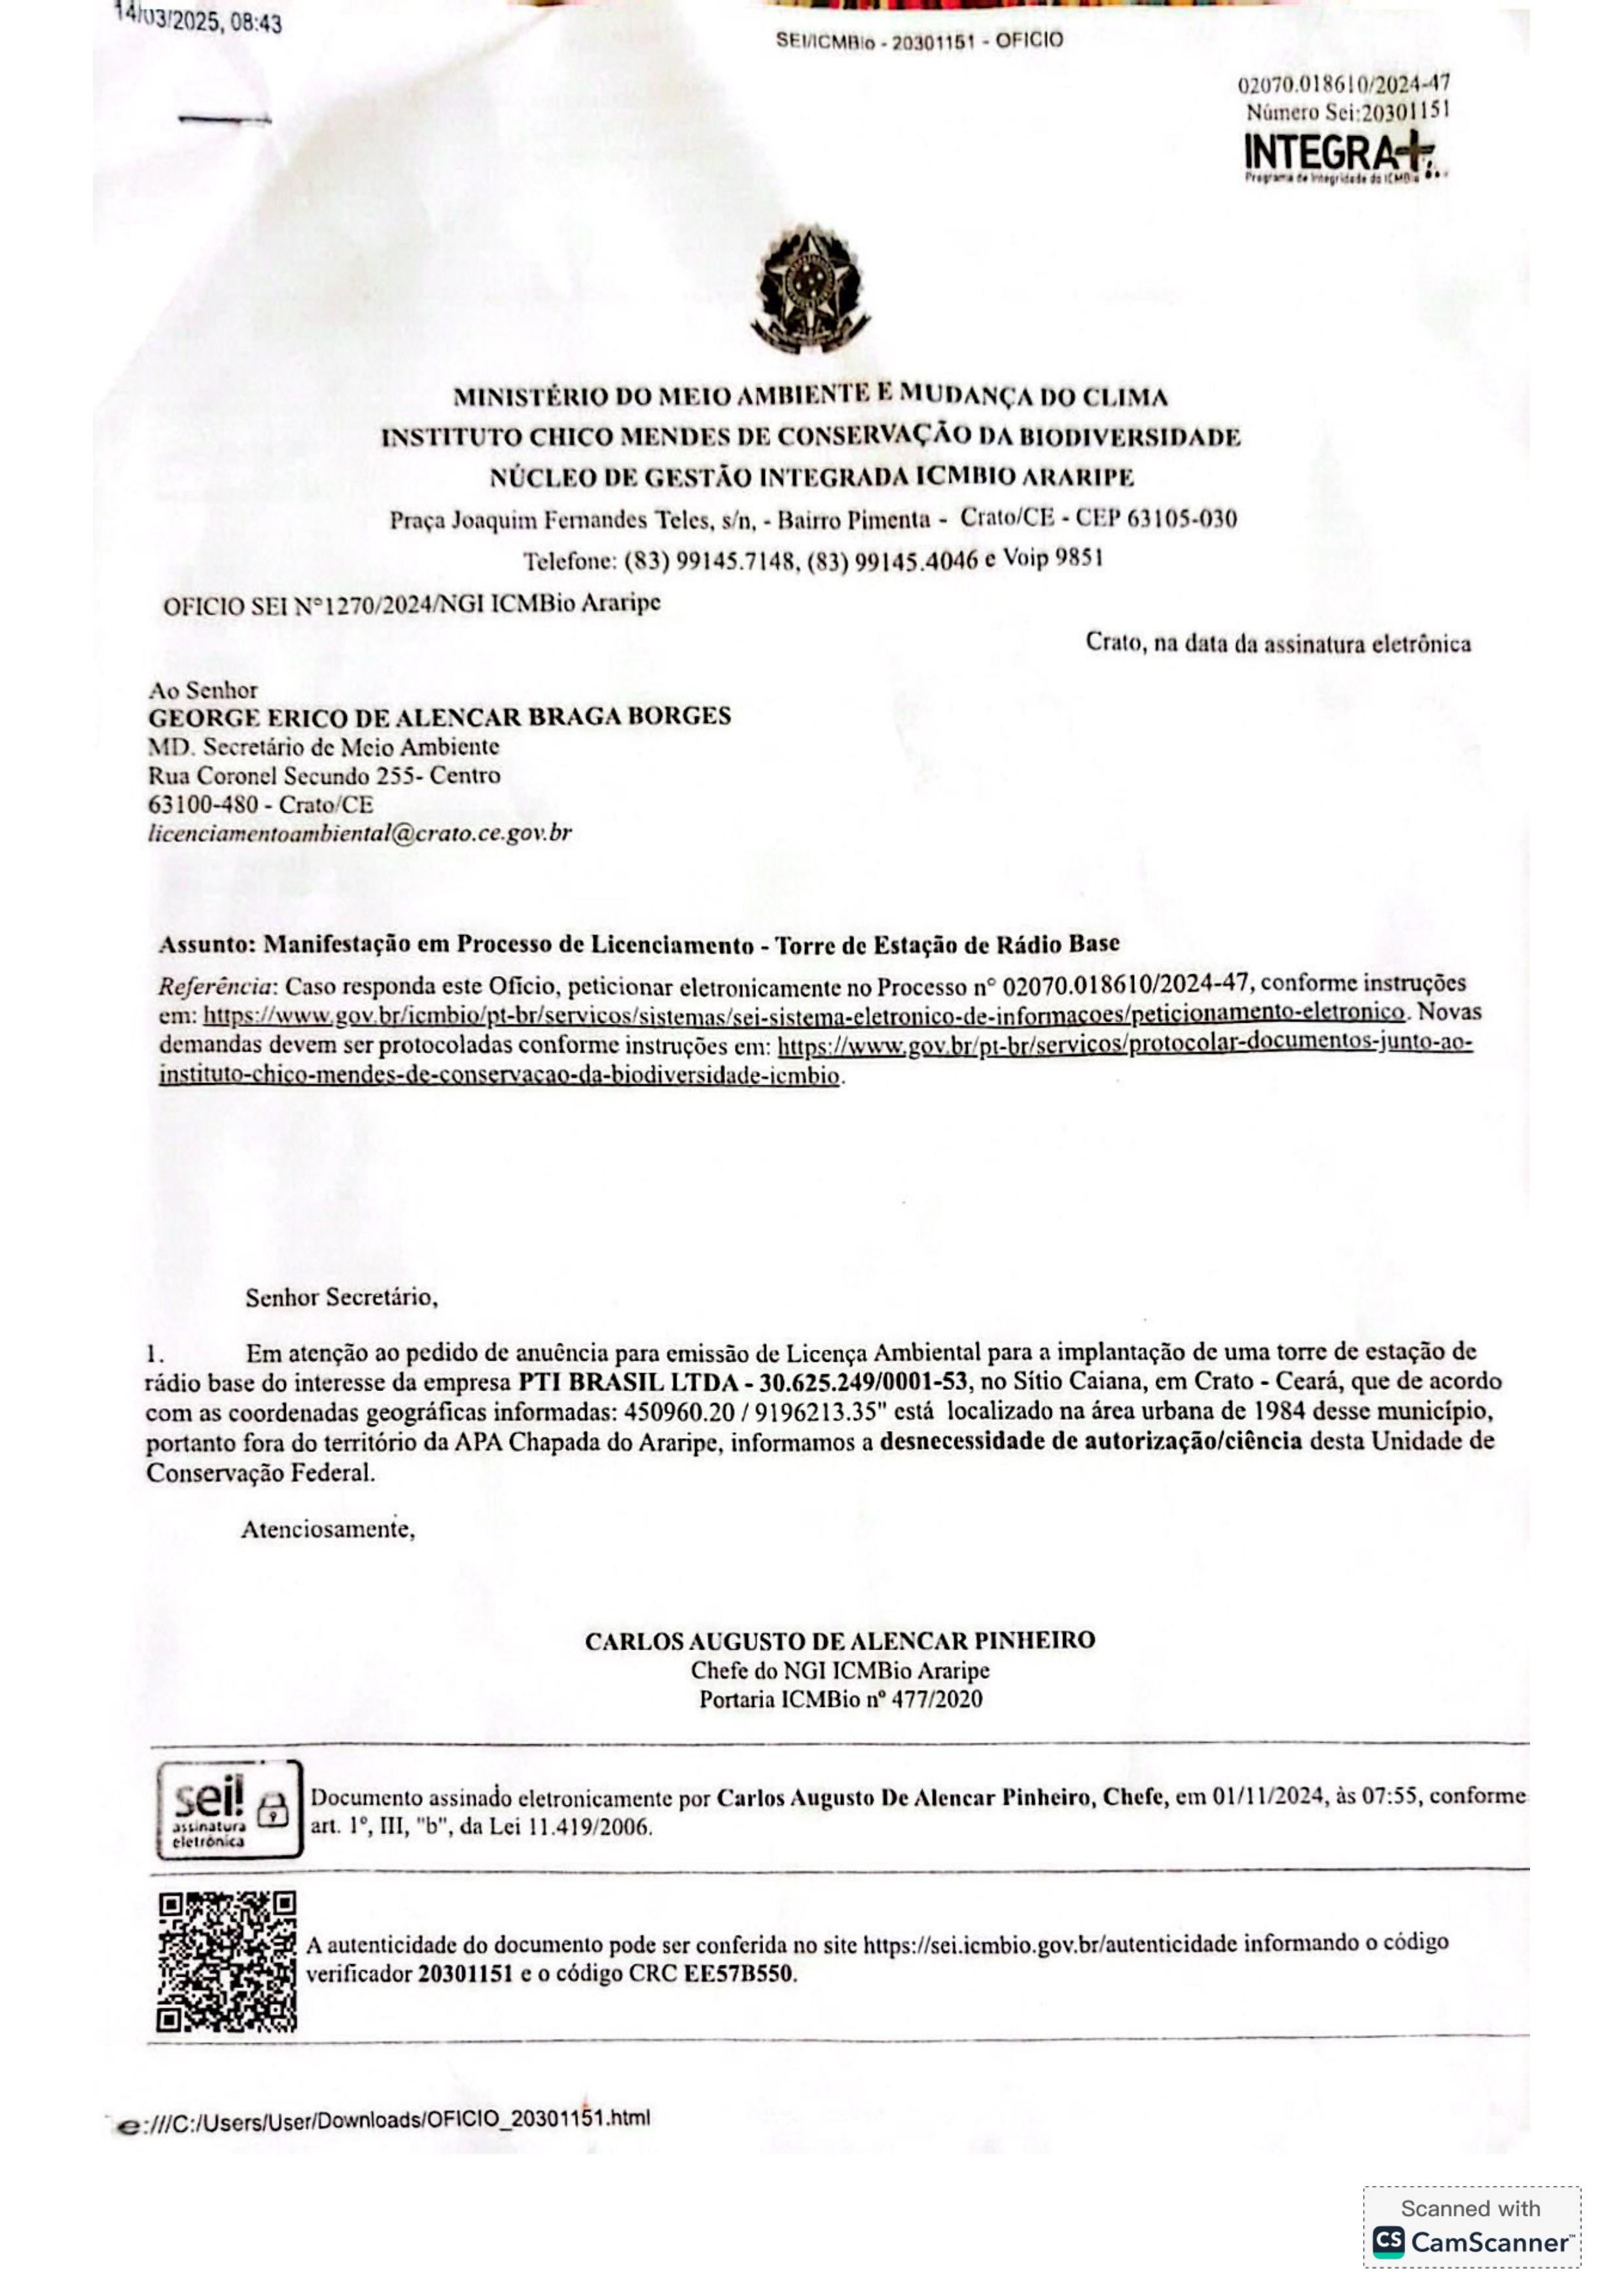 14/03/2025, 08:43
SEI/ICMBio - 20301151 - OFICIO
02070.018610/2024-47
Número Sei:20301151
INTEGRA+
Programa de Integridade do ICMBio
MINISTÉRIO DO MEIO AMBIENTE E MUDANÇA DO CLIMA
INSTITUTO CHICO MENDES DE CONSERVAÇÃO DA BIODIVERSIDADE
NÚCLEO DE GESTÃO INTEGRADA ICMBIO ARARIPE
Praça Joaquim Fernandes Teles, s/n, - Bairro Pimenta - Crato/CE - CEP 63105-030
Telefone: (83) 99145.7148, (83) 99145.4046 e Voip 9851
OFICIO SEI Nº1270/2024/NGI ICMBio Araripe
Crato, na data da assinatura eletrônica
Ao Senhor
GEORGE ERICO DE ALENCAR BRAGA BORGES
MD. Secretário de Meio Ambiente
Rua Coronel Secundo 255- Centro
63100-480 - Crato/CE
licenciamentoambiental@crato.ce.gov.br
Assunto: Manifestação em Processo de Licenciamento - Torre de Estação de Rádio Base
Referência: Caso responda este Ofício, peticionar eletronicamente no Processo nº 02070.018610/2024-47, conforme instruções
em: https://www.gov.br/icmbio/pt-br/servicos/sistemas/sei-sistema-eletronico-de-informacoes/peticionamento-eletronico. Novas
demandas devem ser protocoladas conforme instruções em: https://www.gov.br/pt-br/servicos/protocolar-documentos-junto-ao-
instituto-chico-mendes-de-conservacao-da-biodiversidade-icmbio.
Senhor Secretário,
1. Em atenção ao pedido de anuência para emissão de Licença Ambiental para a implantação de uma torre de estação de
rádio base do interesse da empresa PTI BRASIL LTDA - 30.625.249/0001-53, no Sítio Caiana, em Crato - Ceará, que de acordo
com as coordenadas geográficas informadas: 450960.20 / 9196213.35" está localizado na área urbana de 1984 desse município,
portanto fora do território da APA Chapada do Araripe, informamos a desnecessidade de autorização/ciência desta Unidade de
Conservação Federal.
Atenciosamente,
CARLOS AUGUSTO DE ALENCAR PINHEIRO
Chefe do NGI ICMBio Araripe
Portaria ICMBio nº 477/2020
sei!
assinatura
eletrônica
Documento assinado eletronicamente por Carlos Augusto De Alencar Pinheiro, Chefe, em 01/11/2024, às 07:55, conforme
art. 1º, III, "b", da Lei 11.419/2006.
A autenticidade do documento pode ser conferida no site https://sei.icmbio.gov.br/autenticidade informando o código
verificador 20301151 e o código CRC EE57B550.
e:///C:/Users/User/Downloads/OFICIO_20301151.html
Scanned with
CS CamScanner